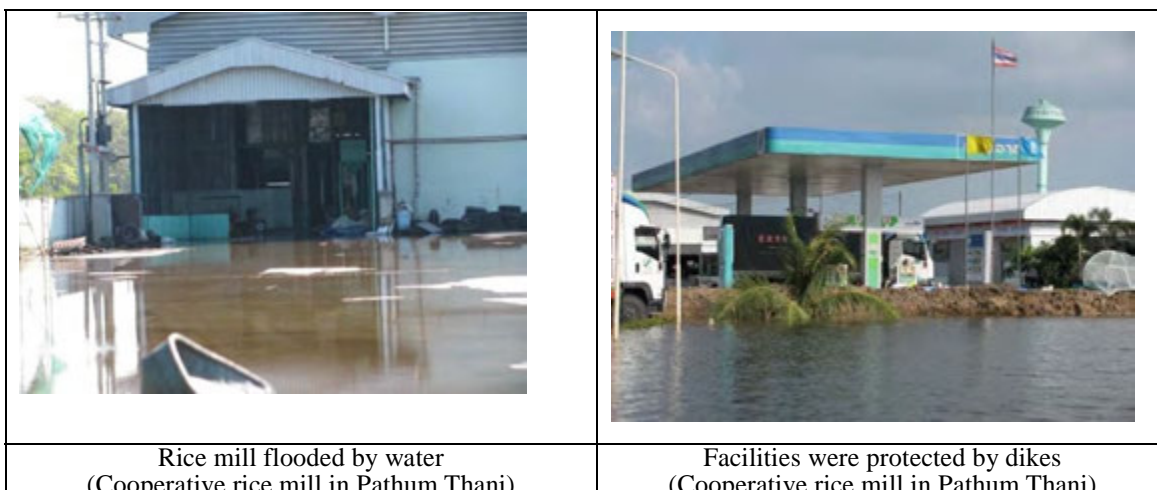 Rice mill flooded by water
(Cooperative rice mill in Pathum Thani)
Facilities were protected by dikes
(Cooperative rice mill in Pathum Thani)